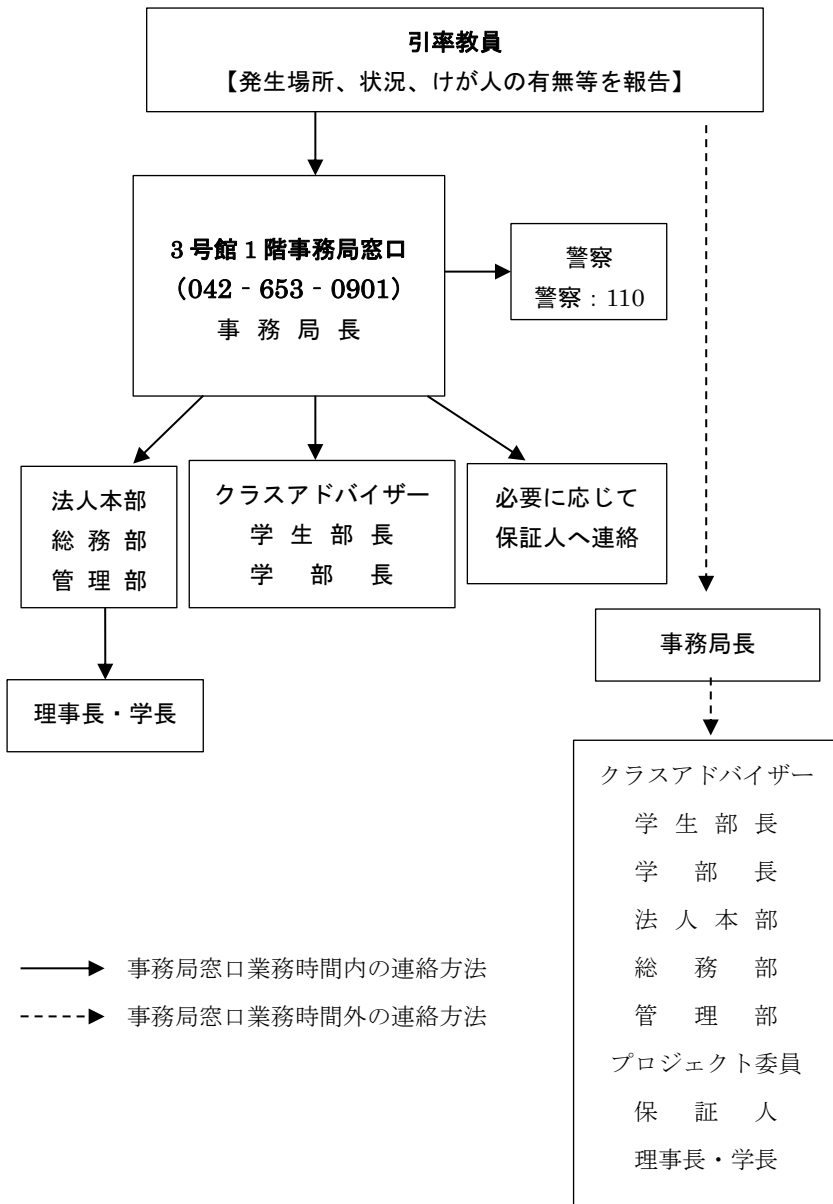 引率教員
【発生場所、状況、けが人の有無等を報告】
3号館1階事務局窓口
（042‐653‐0901）
事務局長
警察
警察：110
法人本部
総務部
管理部
クラスアドバイザー
学生部長
学部長
必要に応じて
保証人へ連絡
理事長・学長
事務局長
クラスアドバイザー
学生部長
学部長
法人本部
総務部
管理部
プロジェクト委員
保証人
理事長・学長
事務局窓口業務時間内の連絡方法
事務局窓口業務時間外の連絡方法